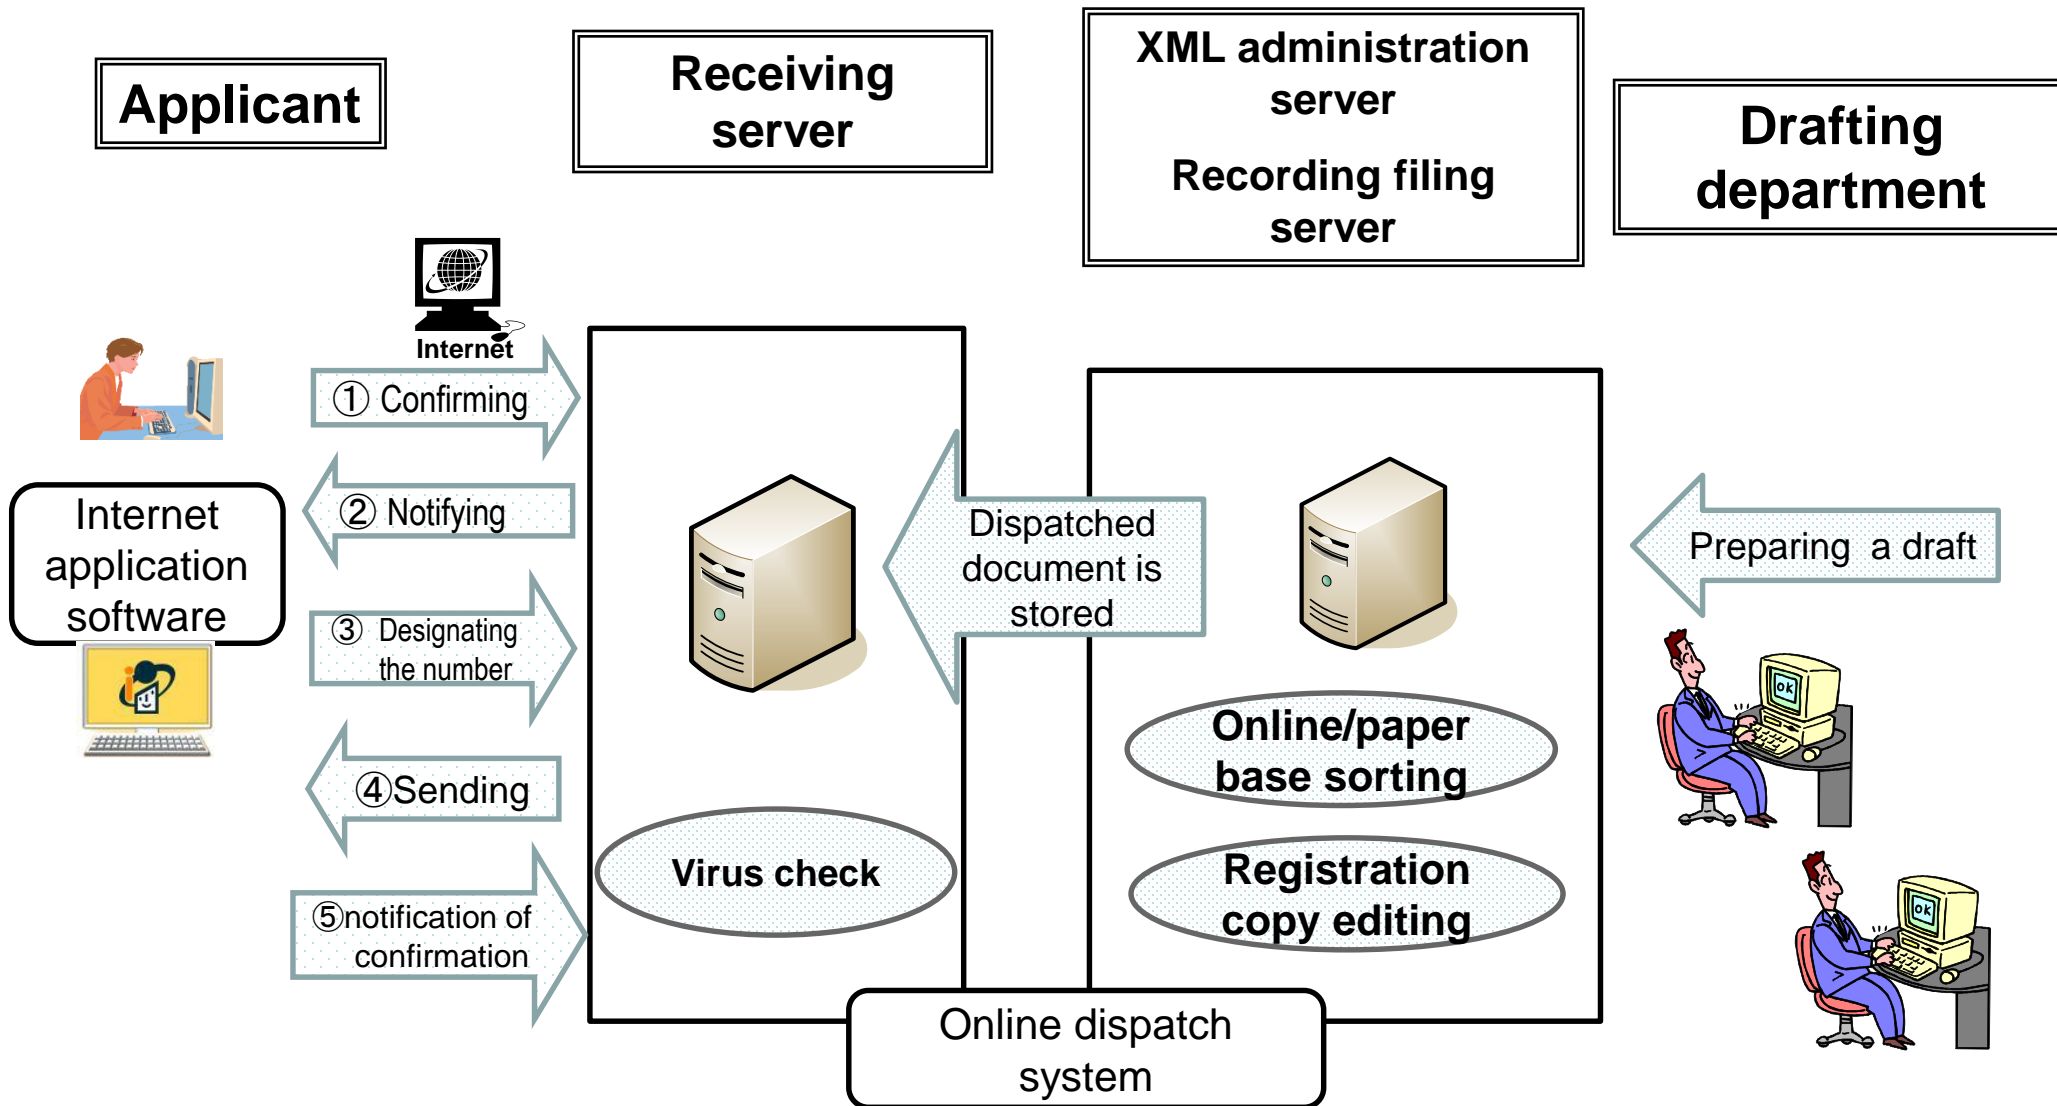 Applicant
Receiving
server
XML administration
server
Recording filing
server
Drafting
department
Internet
① Confirming
② Notifying
③ Designating
the number
④Sending
⑤notification of
confirmation
Internet
application
software
Virus check
Dispatched
document is
stored
Online/paper
base sorting
Registration
copy editing
Preparing a draft
ok
ok
Online dispatch
system